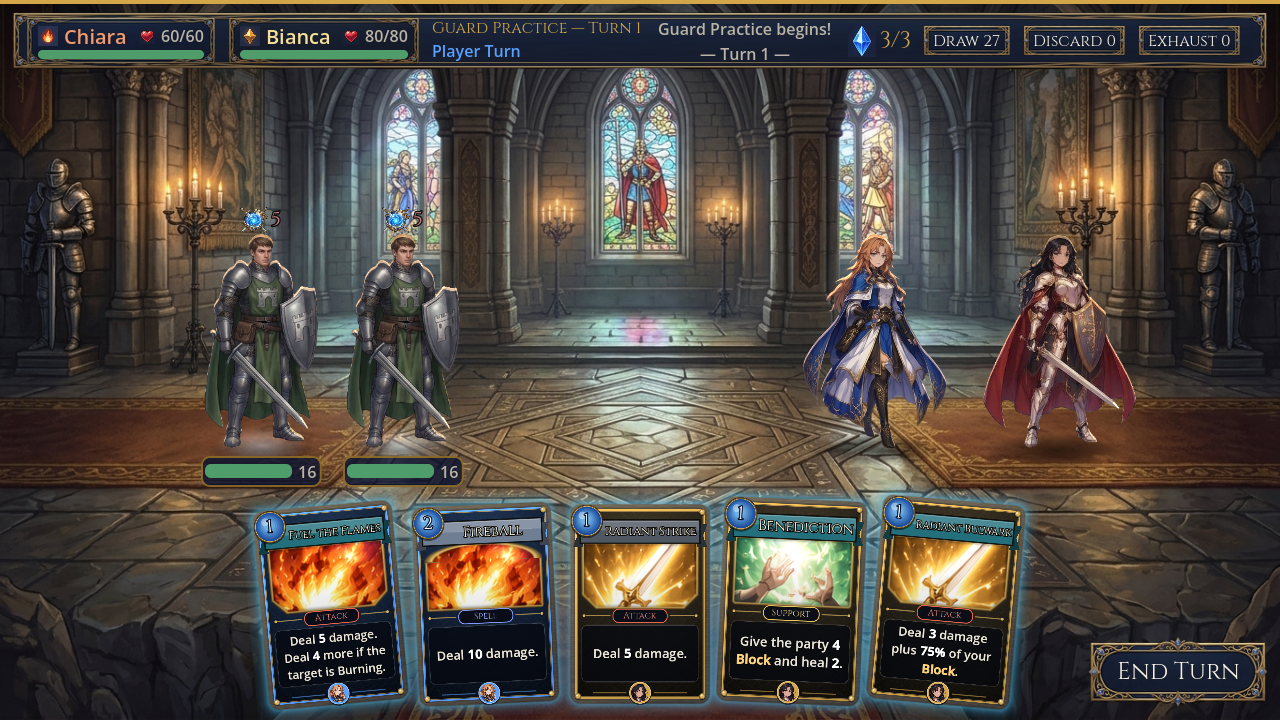 Chiara 60/60
Bianca 80/80
Guard Practice — Turn 1
Player Turn
Guard Practice begins!
— Turn 1 —
3/3
Draw 27
Discard 0
Exhaust 0
5
5
16
16
1
Fuel the Flames
Attack
Deal 5 damage.
Deal 4 more if the
target is Burning.
2
Fireball
Spell
Deal 10 damage.
1
Radiant Strike
Attack
Deal 5 damage.
1
Benediction
Support
Give the party 4
Block and heal 2.
1
Radiant Bulwark
Attack
Deal 3 damage
plus 75% of your
Block.
End Turn